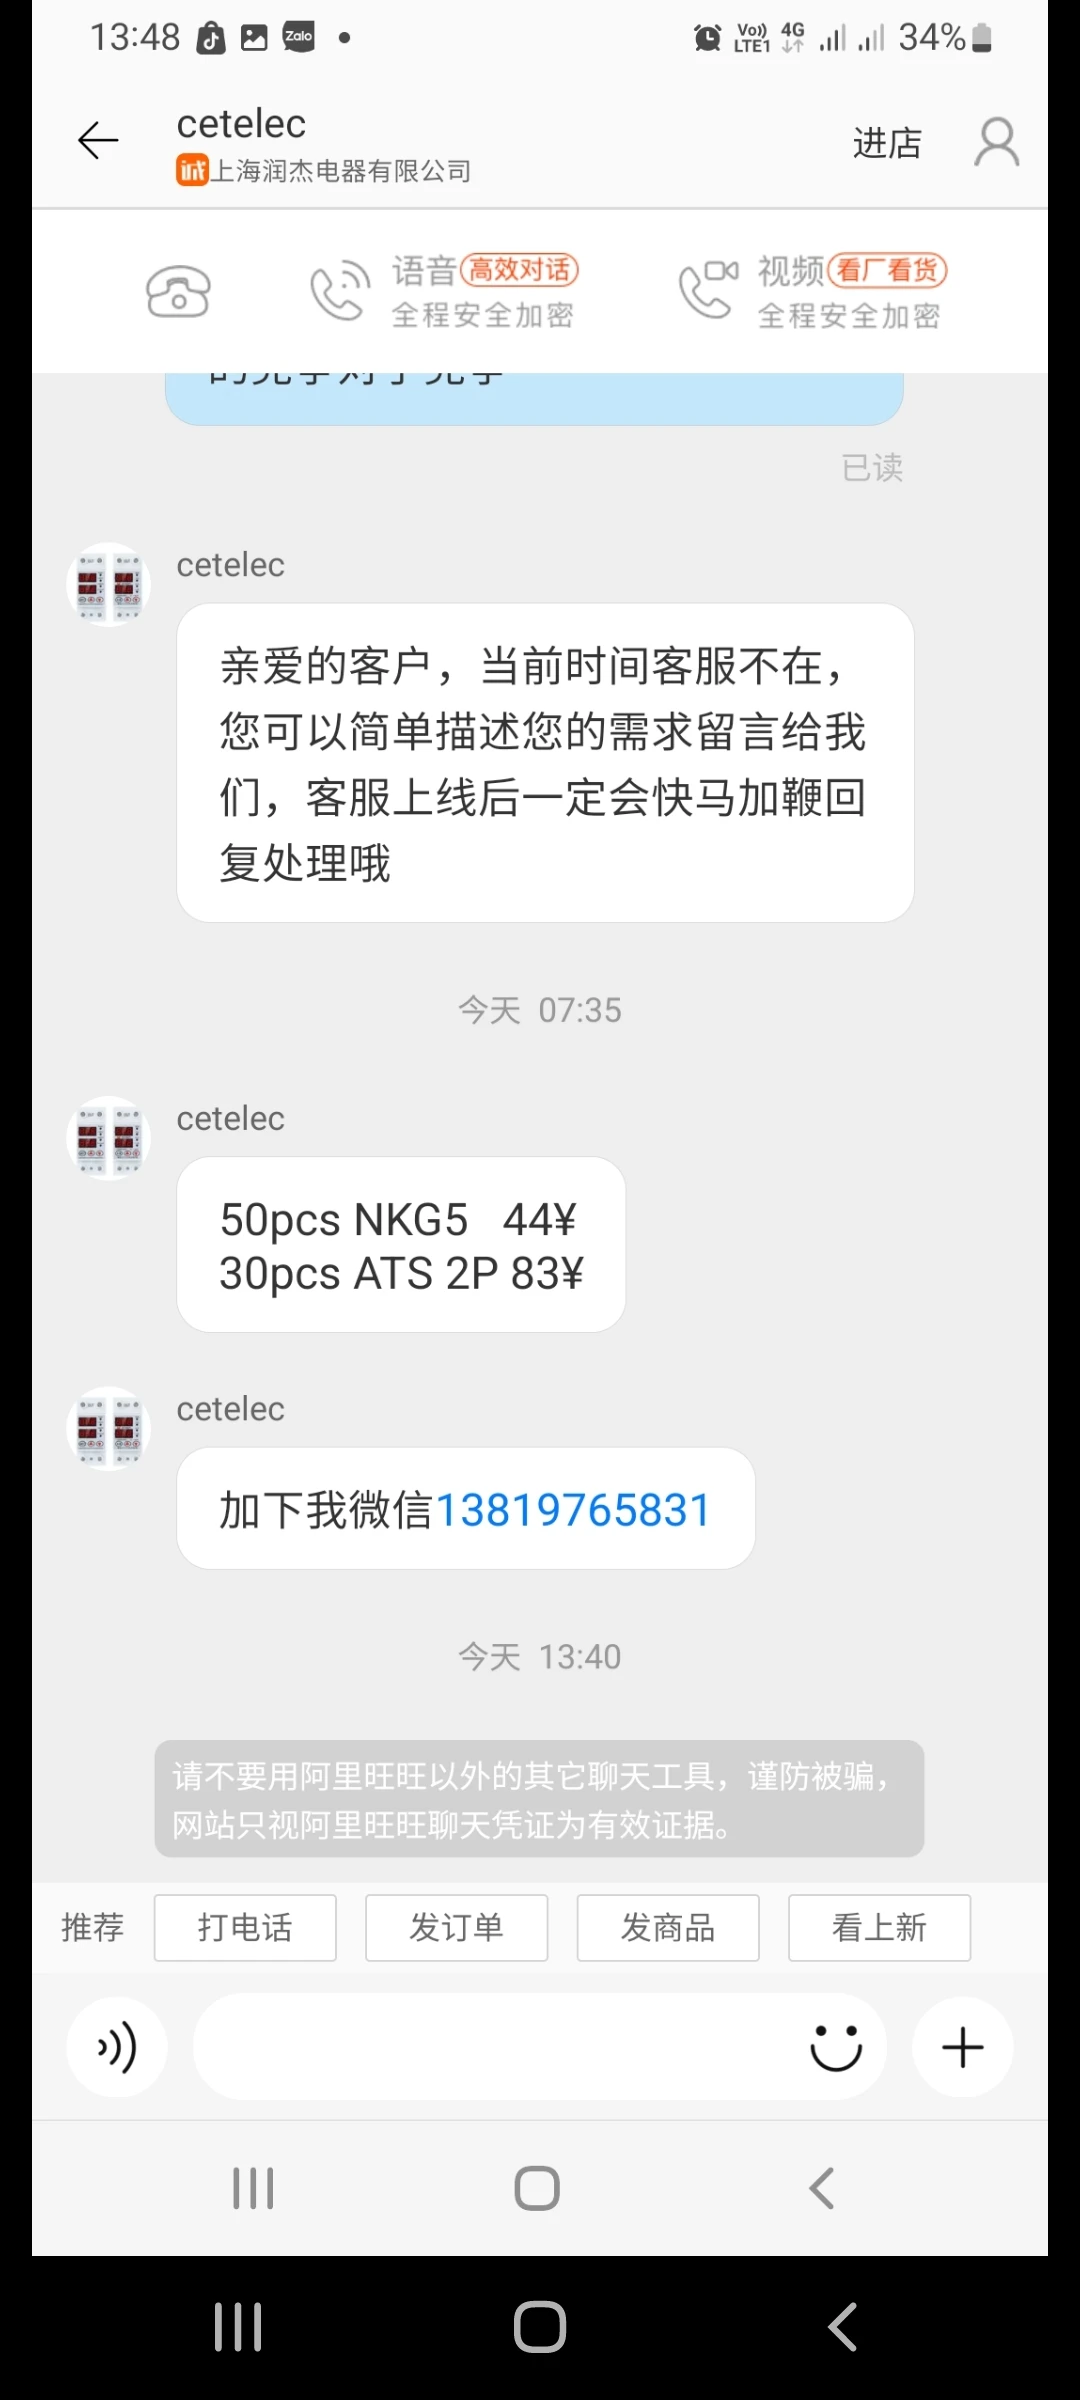 13:48
Zalo
Vo))
LTE1
4G
34%
cetelec
进店
诚上海润杰电器有限公司
语音 高效对话
全程安全加密
视频 看厂看货
全程安全加密
已读
cetelec
亲爱的客户，当前时间客服不在，
您可以简单描述您的需求留言给我
们，客服上线后一定会快马加鞭回
复处理哦
今天 07:35
cetelec
50pcs NKG5 44¥
30pcs ATS 2P 83¥
cetelec
加下我微信13819765831
今天 13:40
请不要用阿里旺旺以外的其它聊天工具，谨防被骗，
网站只视阿里旺旺聊天凭证为有效证据。
推荐 打电话 发订单 发商品 看上新